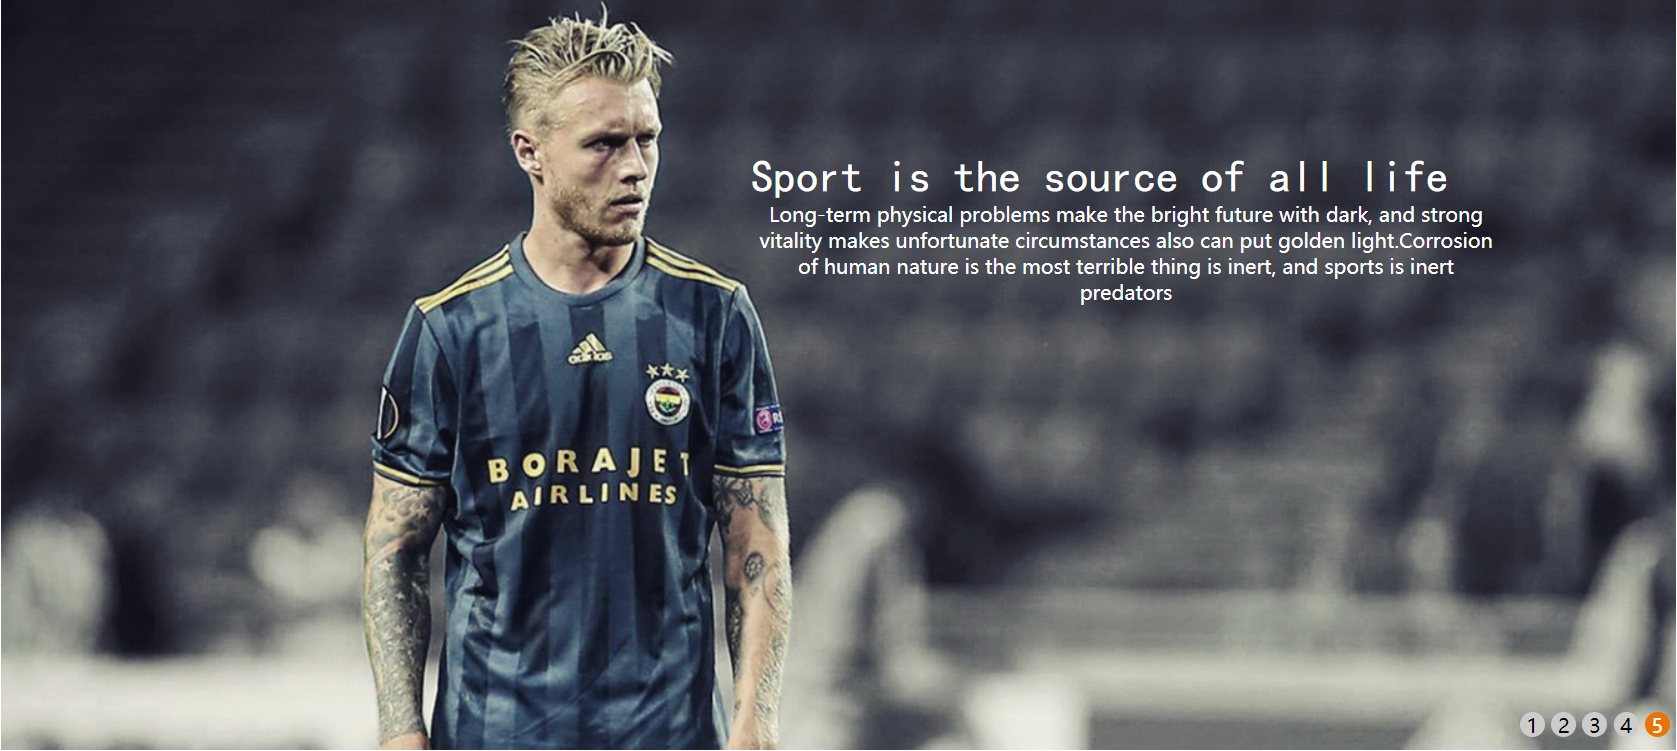 Sport is the source of all life
Long-term physical problems make the bright future with dark, and strong
vitality makes unfortunate circumstances also can put golden light.Corrosion
of human nature is the most terrible thing is inert, and sports is inert
predators
adidas
BORAJET
AIRLINES
1 2 3 4 5